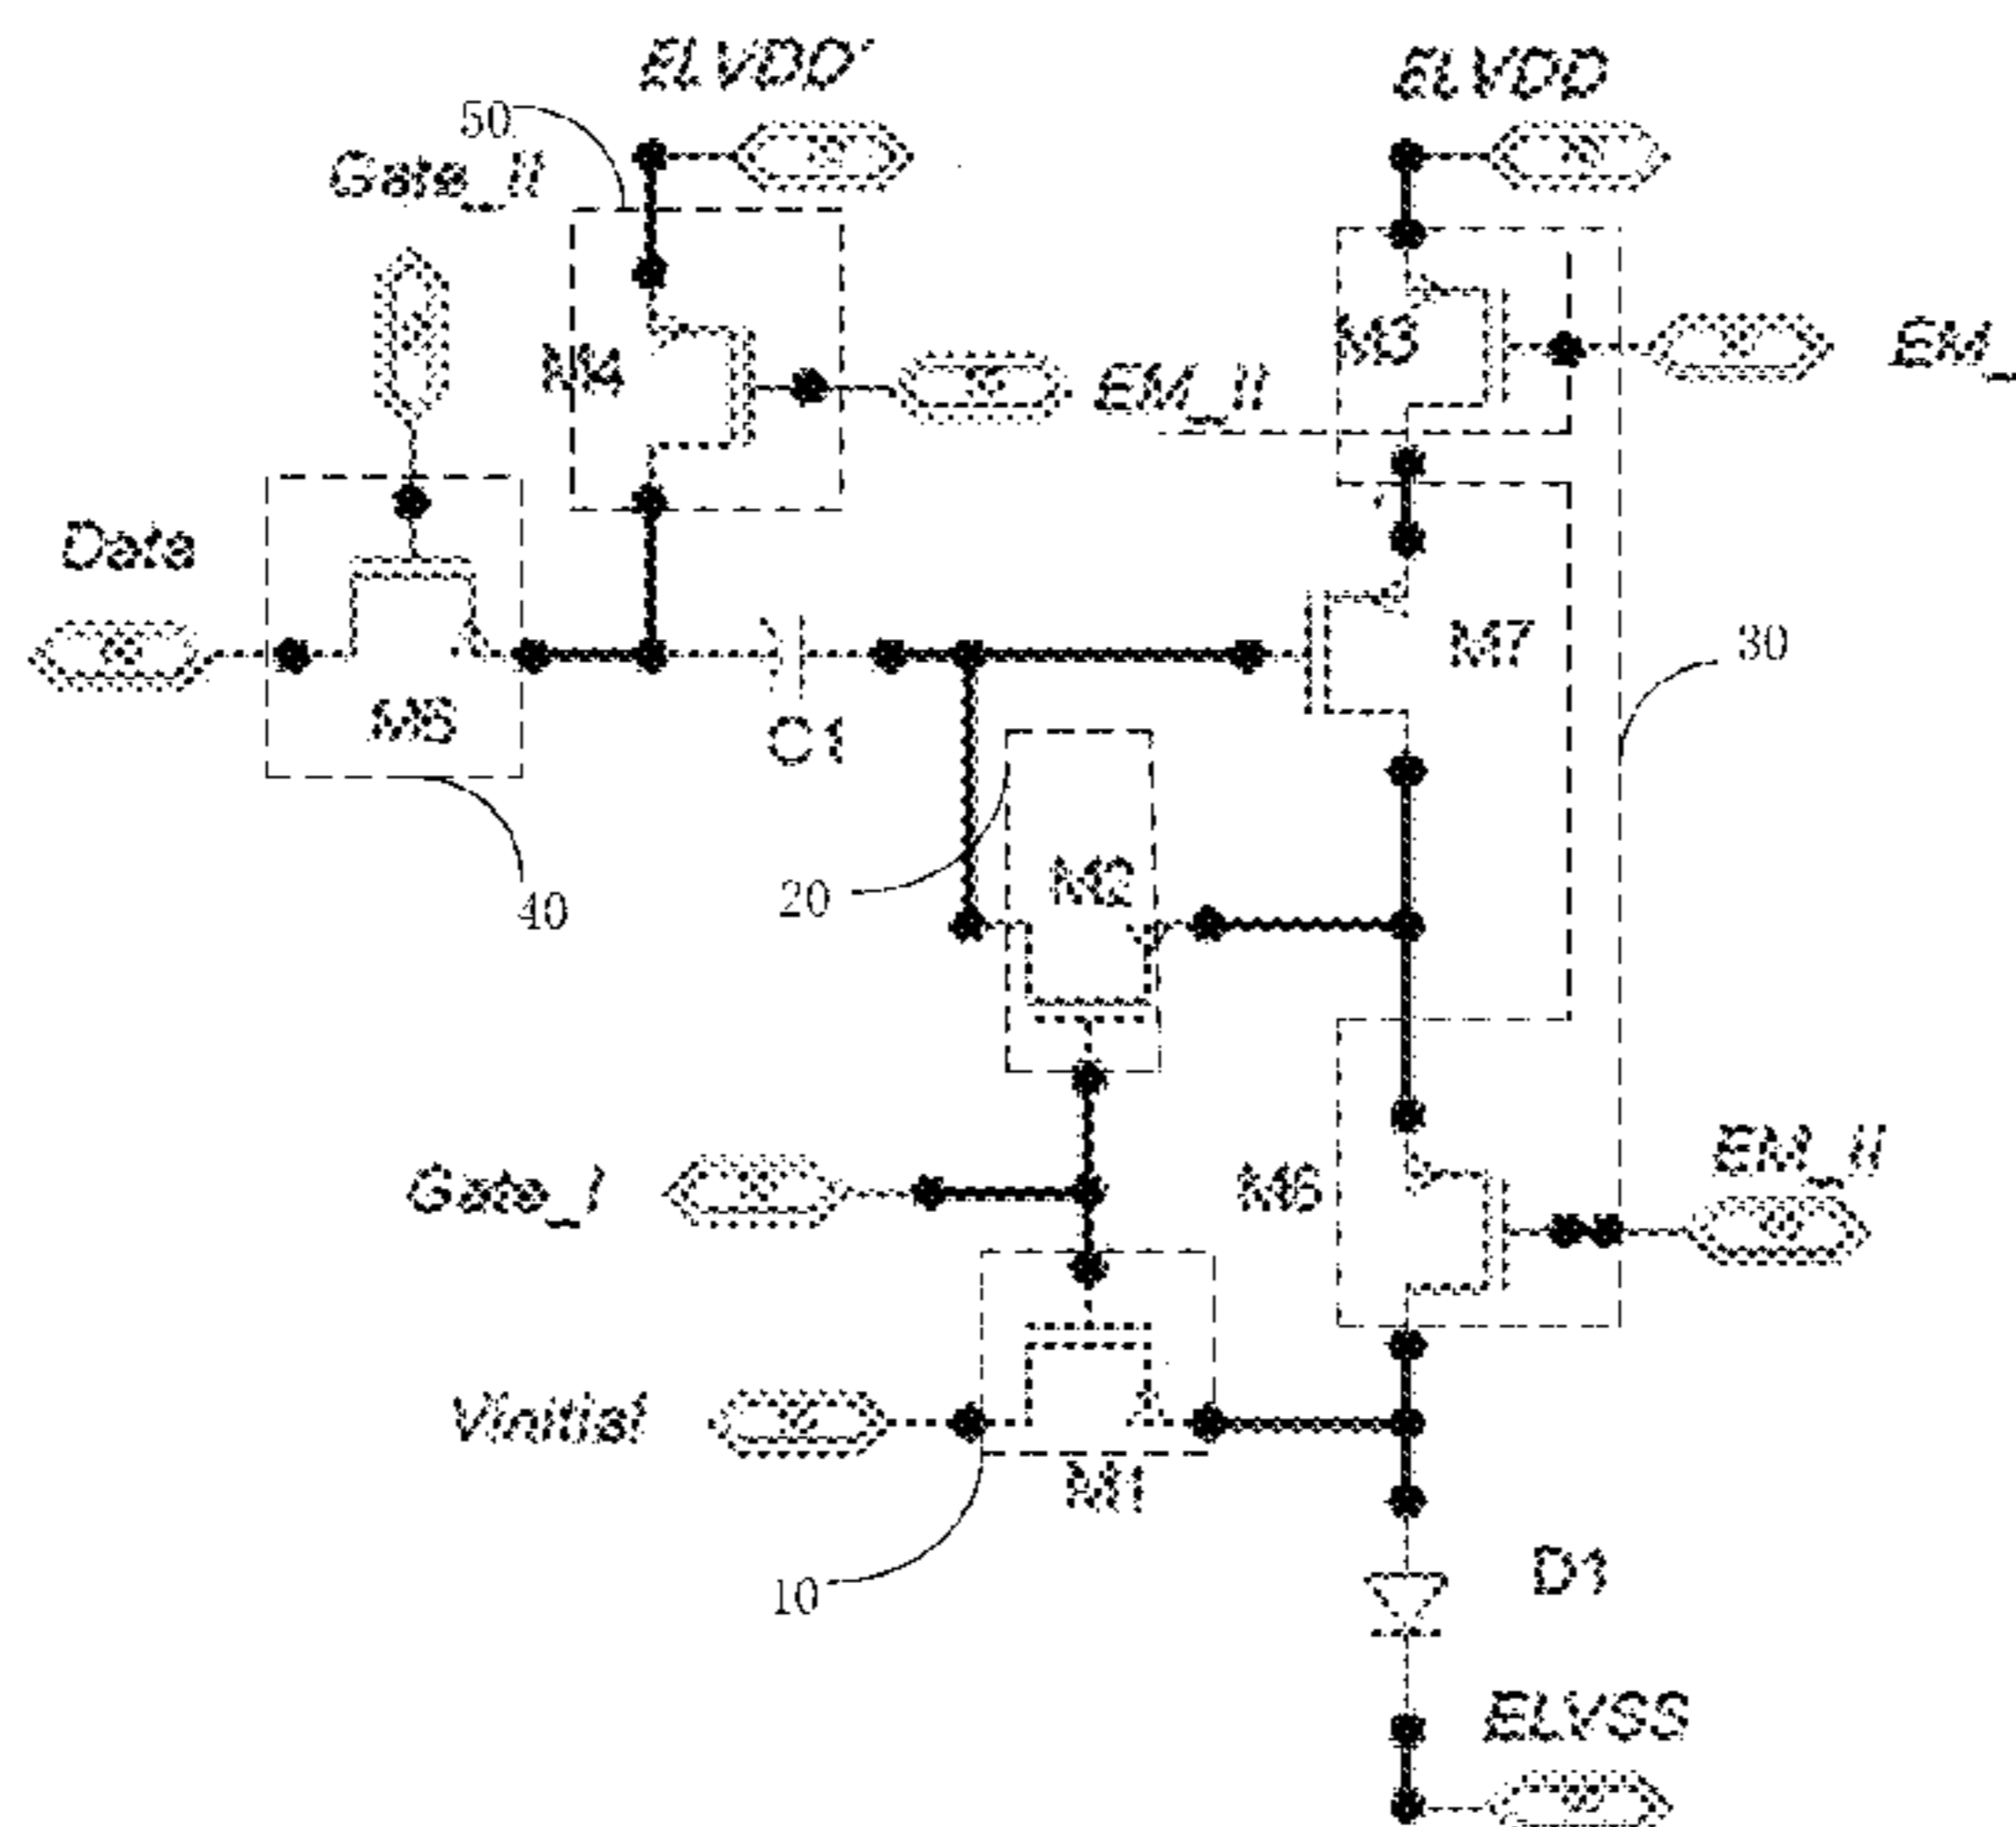 ELVDD' ELVDD
50
Gate_II
M4 EM_II M3 EM_
Data
M7 30
C1
M2
20
40
Gate_I M6 EM_II
Vinitial
M1
10
D1
ELVSS